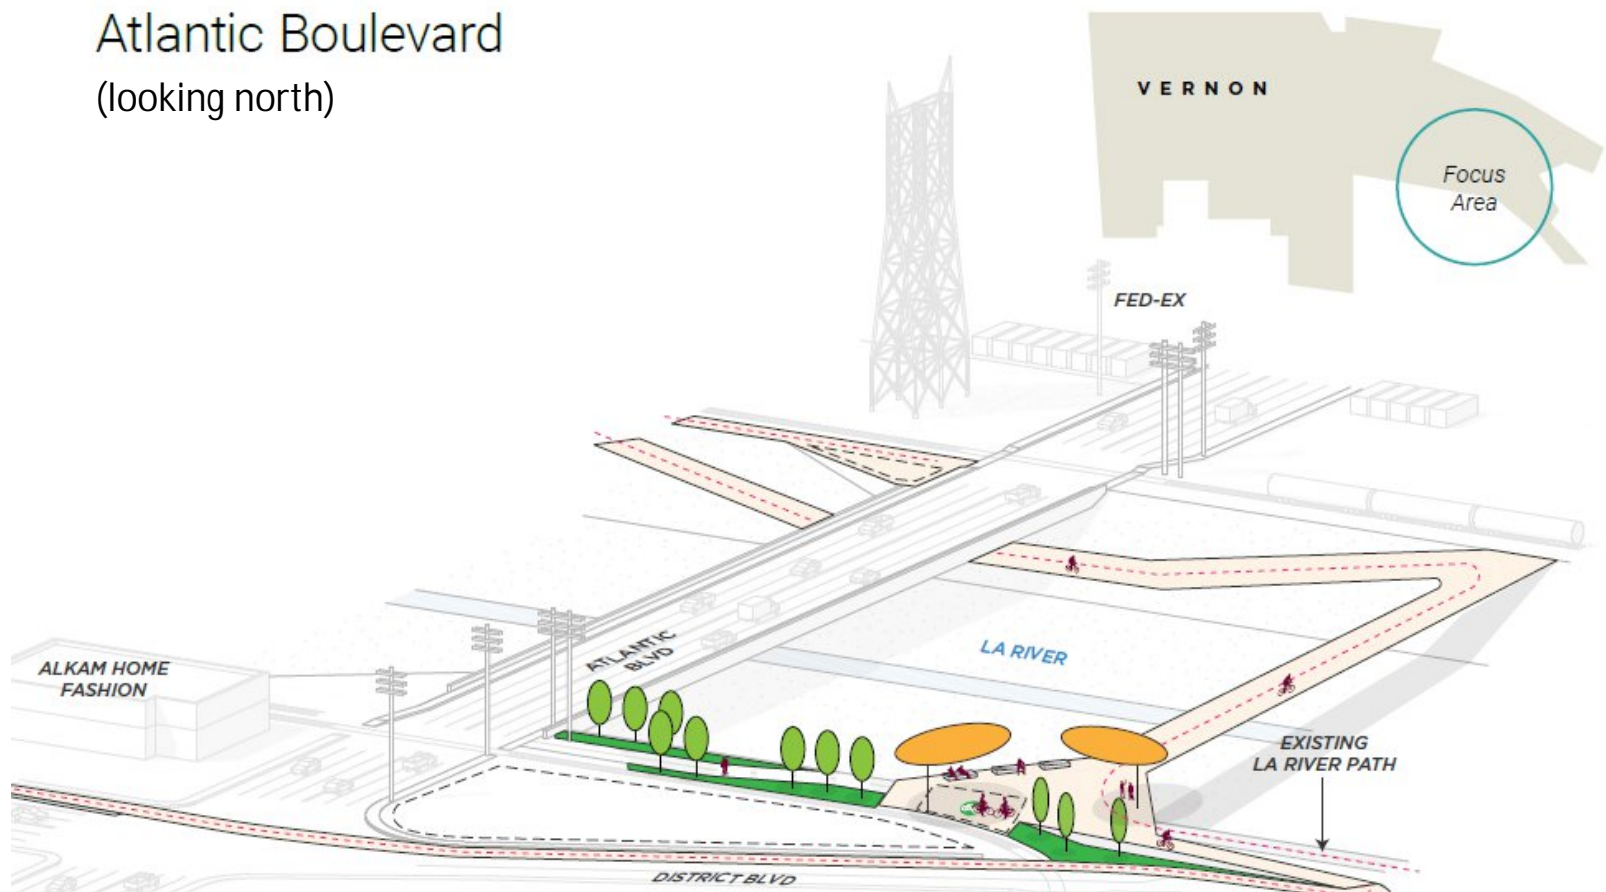 Atlantic Boulevard
(looking north)
VERNON
Focus
Area
FED-EX
ATLANTIC
BLVD
LA RIVER
ALKAM HOME
FASHION
EXISTING
LA RIVER PATH
DISTRICT BLVD